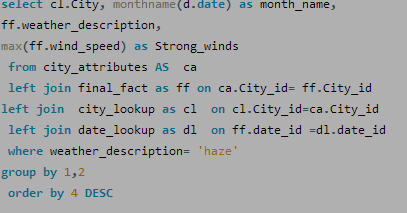 select cl.City, monthname(d.date) as month_name,
ff.weather_description,
max(ff.wind_speed) as Strong_winds
from city_attributes AS ca
left join final_fact as ff on ca.City_id= ff.City_id
left join city_lookup as cl on cl.City_id=ca.City_id
left join date_lookup as dl on ff.date_id =dl.date_id
where weather_description= 'haze'
group by 1,2
order by 4 DESC